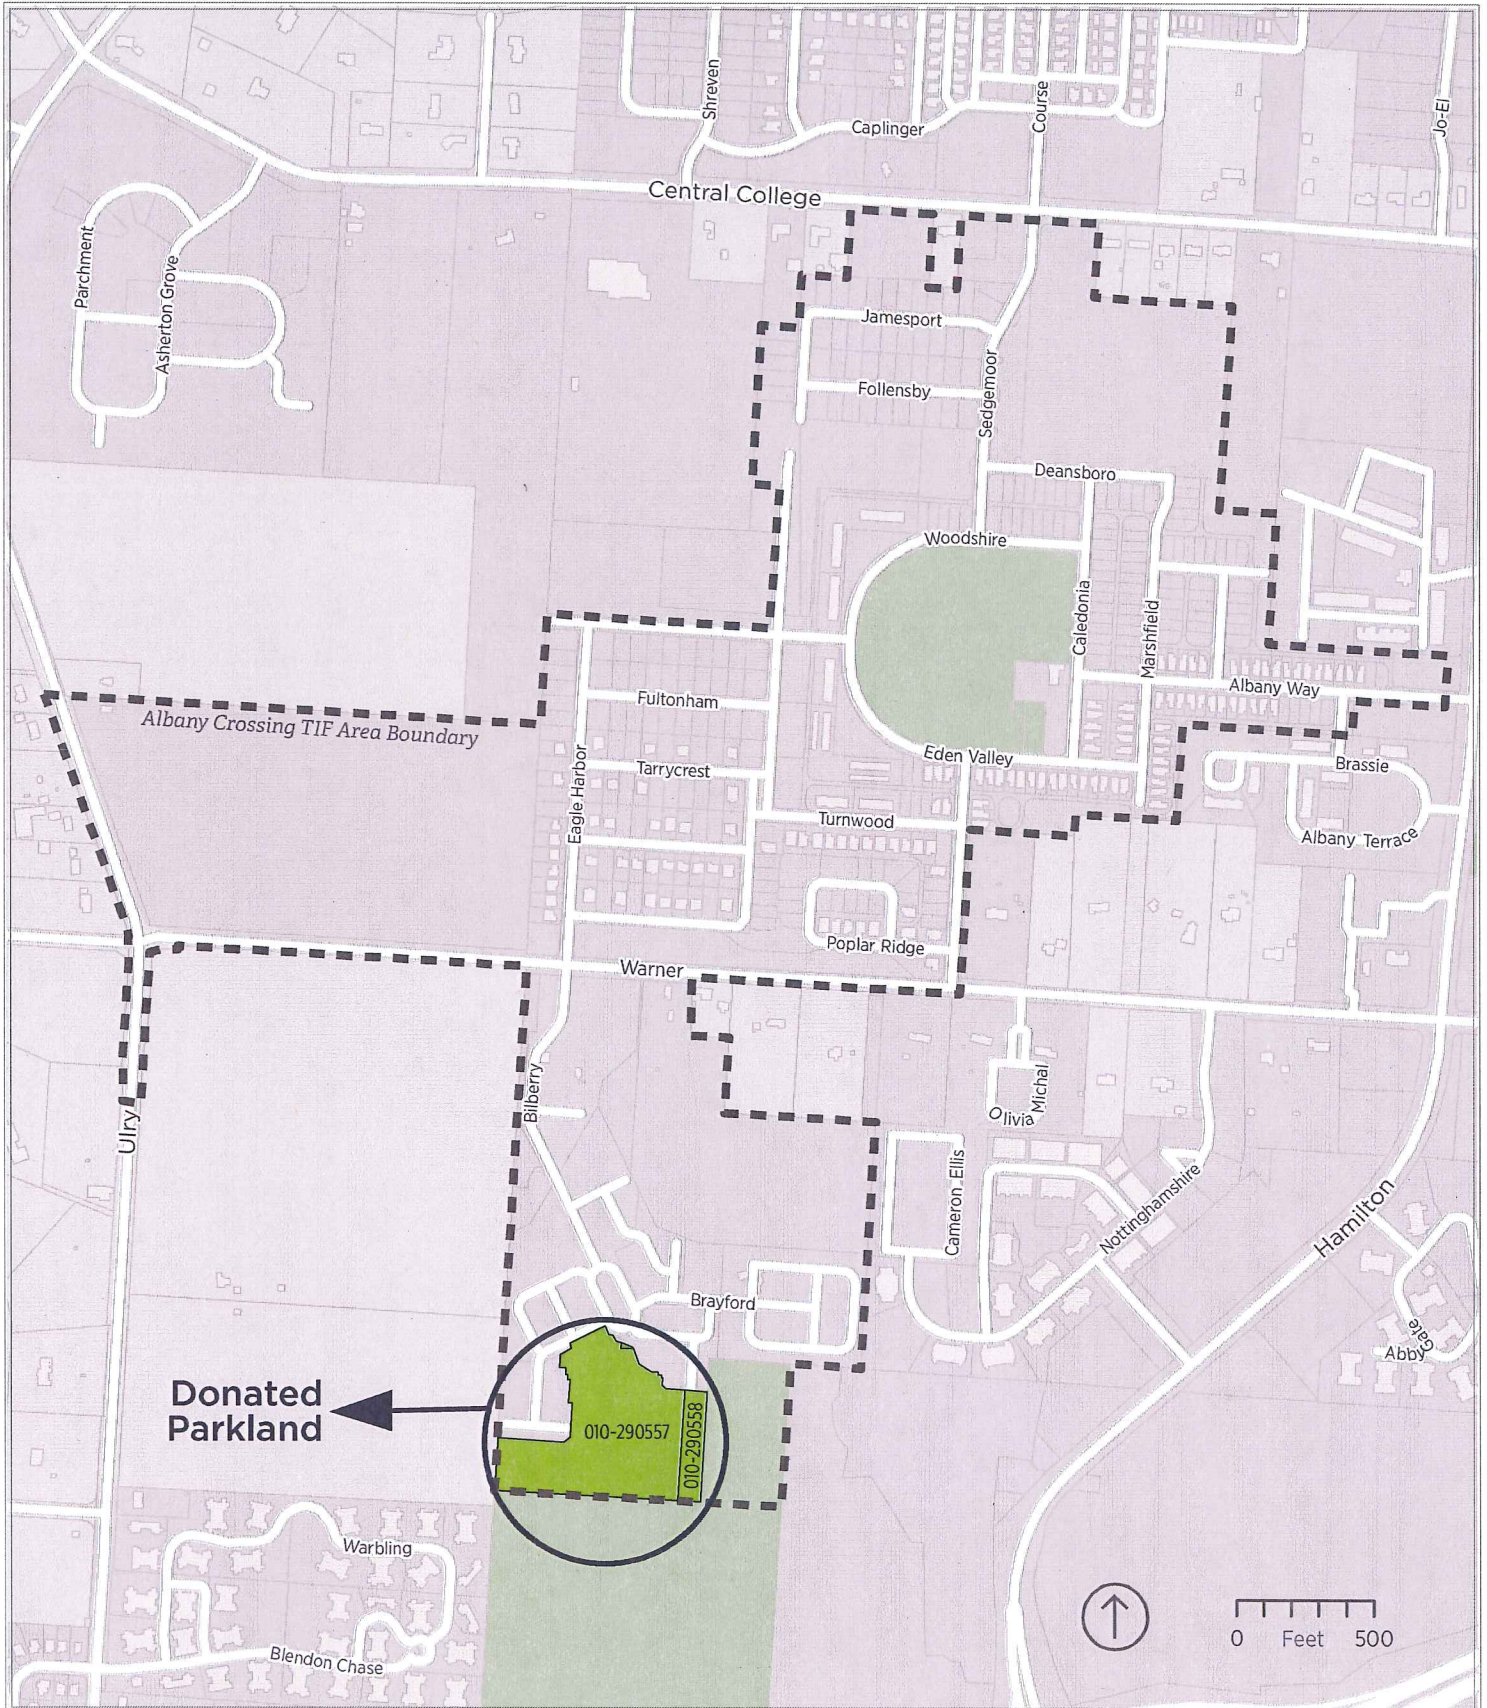 Shreven
Caplinger
Course
Jo-El
Central College
Parchment
Asherton Grove
Jamesport
Follensby
Sedgemoor
Deansboro
Woodshire
Caledonia
Marshfield
Albany Way
Fultonham
Albany Crossing TIF Area Boundary
Eagle Harbor
Tarrycrest
Eden Valley
Brassie
Turnwood
Albany Terrace
Poplar Ridge
Warner
Bilberry
Ulry
Michal
Olivia
Cameron Ellis
Nottinghamshire
Hamilton
Brayford
Abby
Gate
Donated
Parkland
010-290557
010-290558
Warbling
Blendon Chase
0 Feet 500